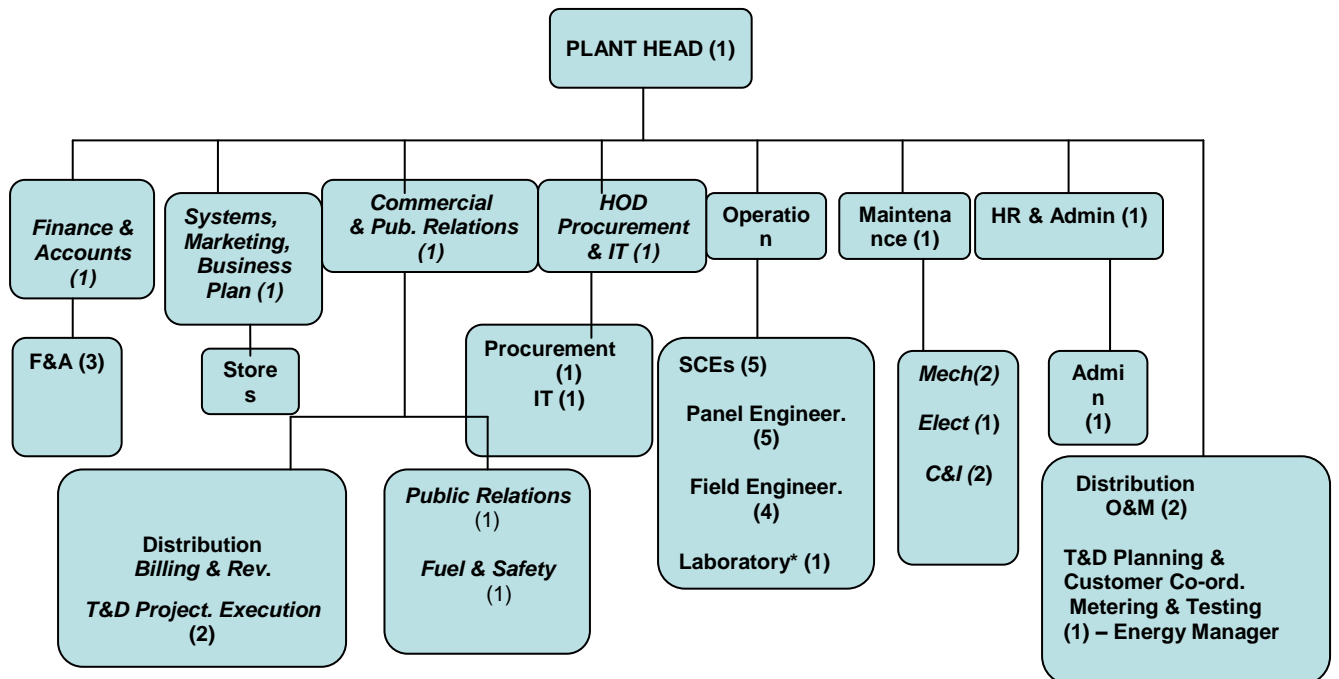 PLANT HEAD (1)
Finance &
Accounts
(1)
Systems,
Marketing,
Business
Plan (1)
Commercial
& Pub. Relations
(1)
HOD
Procurement
& IT (1)
Operatio
n
Maintena
nce (1)
HR & Admin (1)
F&A (3)
Store
s
Procurement
(1)
IT (1)
SCEs (5)
Panel Engineer.
(5)
Field Engineer.
(4)
Laboratory* (1)
Mech(2)
Elect (1)
C&I (2)
Admi
n
(1)
Distribution
Billing & Rev.
T&D Project. Execution
(2)
Public Relations
(1)
Fuel & Safety
(1)
Distribution
O&M (2)
T&D Planning &
Customer Co-ord.
Metering & Testing
(1) – Energy Manager